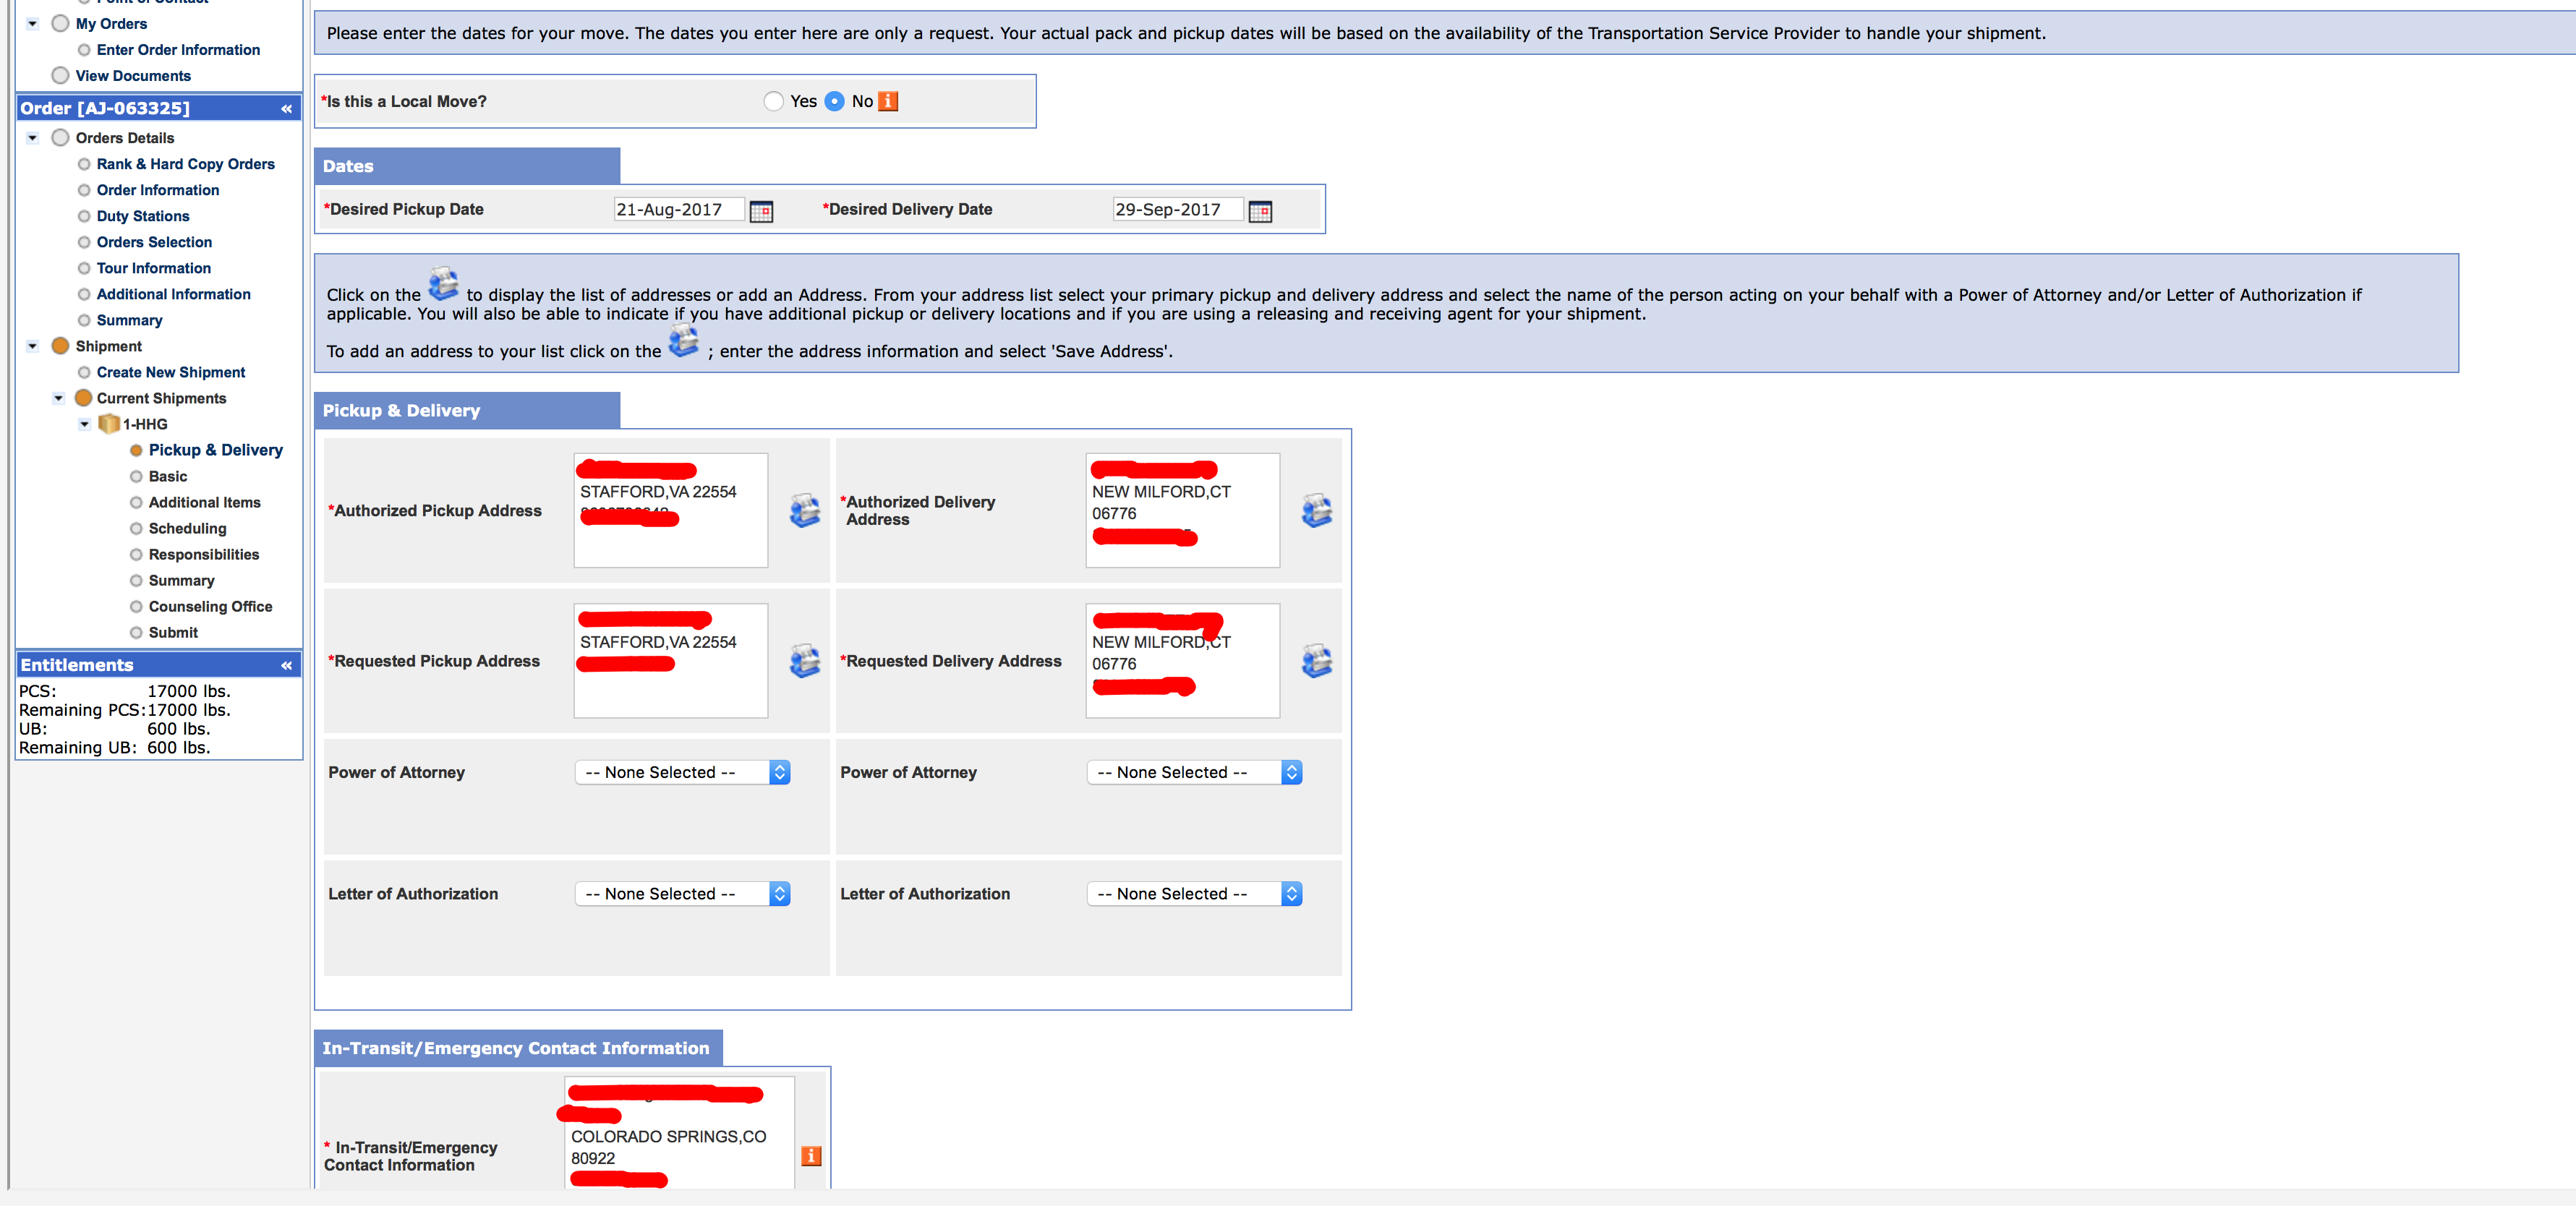 My Orders
Enter Order Information
View Documents
Order [AJ-063325] «
Orders Details
Rank & Hard Copy Orders
Order Information
Duty Stations
Orders Selection
Tour Information
Additional Information
Summary
Shipment
Create New Shipment
Current Shipments
1-HHG
Pickup & Delivery
Basic
Additional Items
Scheduling
Responsibilities
Summary
Counseling Office
Submit
Entitlements «
PCS: 17000 lbs.
Remaining PCS:17000 lbs.
UB: 600 lbs.
Remaining UB: 600 lbs.
Please enter the dates for your move. The dates you enter here are only a request. Your actual pack and pickup dates will be based on the availability of the Transportation Service Provider to handle your shipment.
*Is this a Local Move? Yes No i
Dates
*Desired Pickup Date 21-Aug-2017 *Desired Delivery Date 29-Sep-2017
Click on the to display the list of addresses or add an Address. From your address list select your primary pickup and delivery address and select the name of the person acting on your behalf with a Power of Attorney and/or Letter of Authorization if
applicable. You will also be able to indicate if you have additional pickup or delivery locations and if you are using a releasing and receiving agent for your shipment.
To add an address to your list click on the ; enter the address information and select 'Save Address'.
Pickup & Delivery
*Authorized Pickup Address
STAFFORD,VA 22554
*Authorized Delivery
Address
NEW MILFORD,CT
06776
*Requested Pickup Address
STAFFORD,VA 22554
*Requested Delivery Address
NEW MILFORD,CT
06776
Power of Attorney -- None Selected -- Power of Attorney -- None Selected --
Letter of Authorization -- None Selected -- Letter of Authorization -- None Selected --
In-Transit/Emergency Contact Information
* In-Transit/Emergency
Contact Information
COLORADO SPRINGS,CO
80922
i